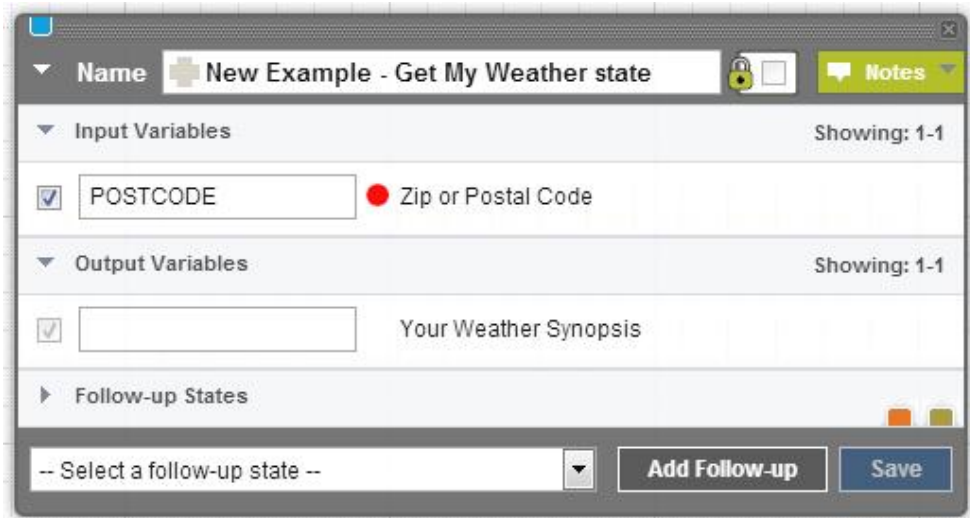 Name New Example - Get My Weather state Notes
Input Variables Showing: 1-1
POSTCODE Zip or Postal Code
Output Variables Showing: 1-1
Your Weather Synopsis
Follow-up States
-- Select a follow-up state -- Add Follow-up Save